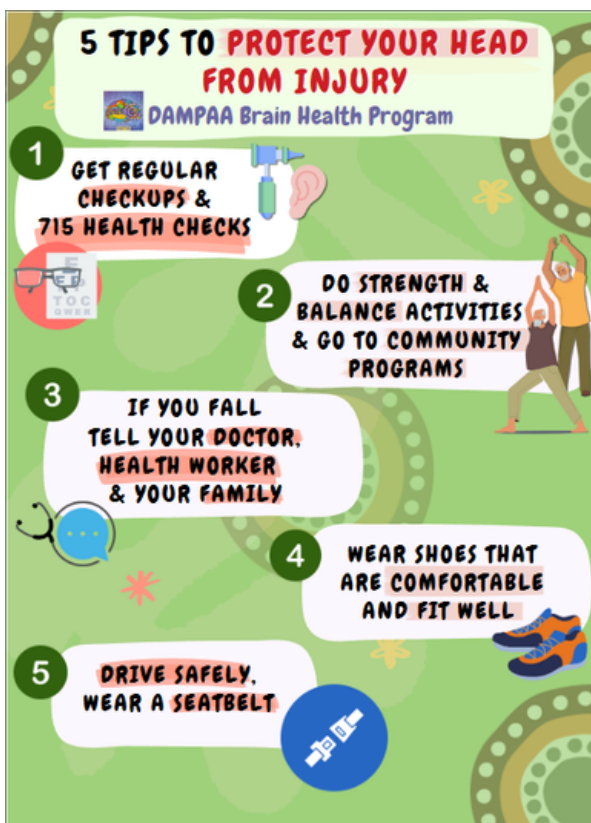 5 TIPS TO PROTECT YOUR HEAD
FROM INJURY
DAMPAA Brain Health Program
1
GET REGULAR
CHECKUPS &
715 HEALTH CHECKS
2
DO STRENGTH &
BALANCE ACTIVITIES
& GO TO COMMUNITY
PROGRAMS
3
IF YOU FALL
TELL YOUR DOCTOR,
HEALTH WORKER
& YOUR FAMILY
4
WEAR SHOES THAT
ARE COMFORTABLE
AND FIT WELL
5
DRIVE SAFELY,
WEAR A SEATBELT